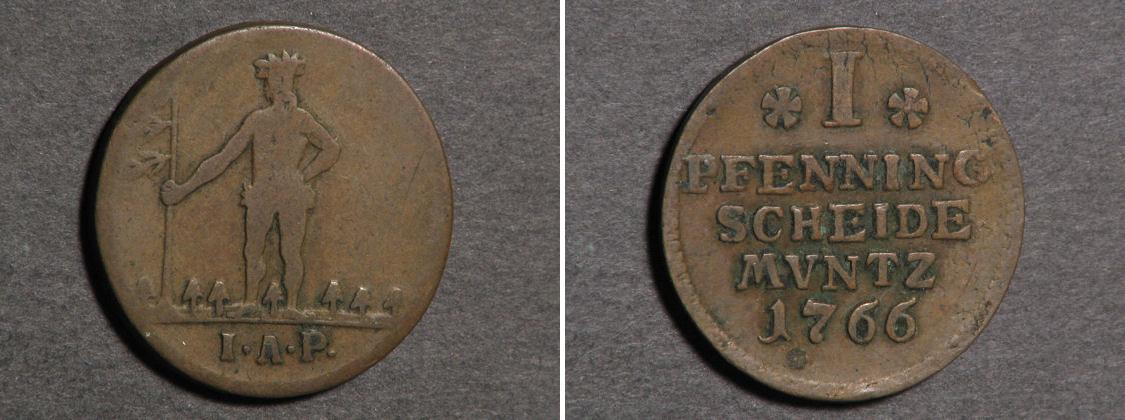 I·A·P·
I
PFENNING
SCHEIDE
MVNTZ
1766